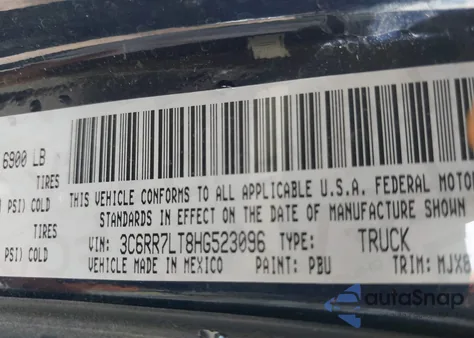 6900 LB
TIRES
PSI) COLD
TIRES
PSI) COLD
THIS VEHICLE CONFORMS TO ALL APPLICABLE U.S.A. FEDERAL MOTOR
STANDARDS IN EFFECT ON THE DATE OF MANUFACTURE SHOWN
VIN: 3C6RR7LT8HG523096 TYPE: TRUCK
VEHICLE MADE IN MEXICO PAINT: PBU TRIM: MJX8
autoSnap